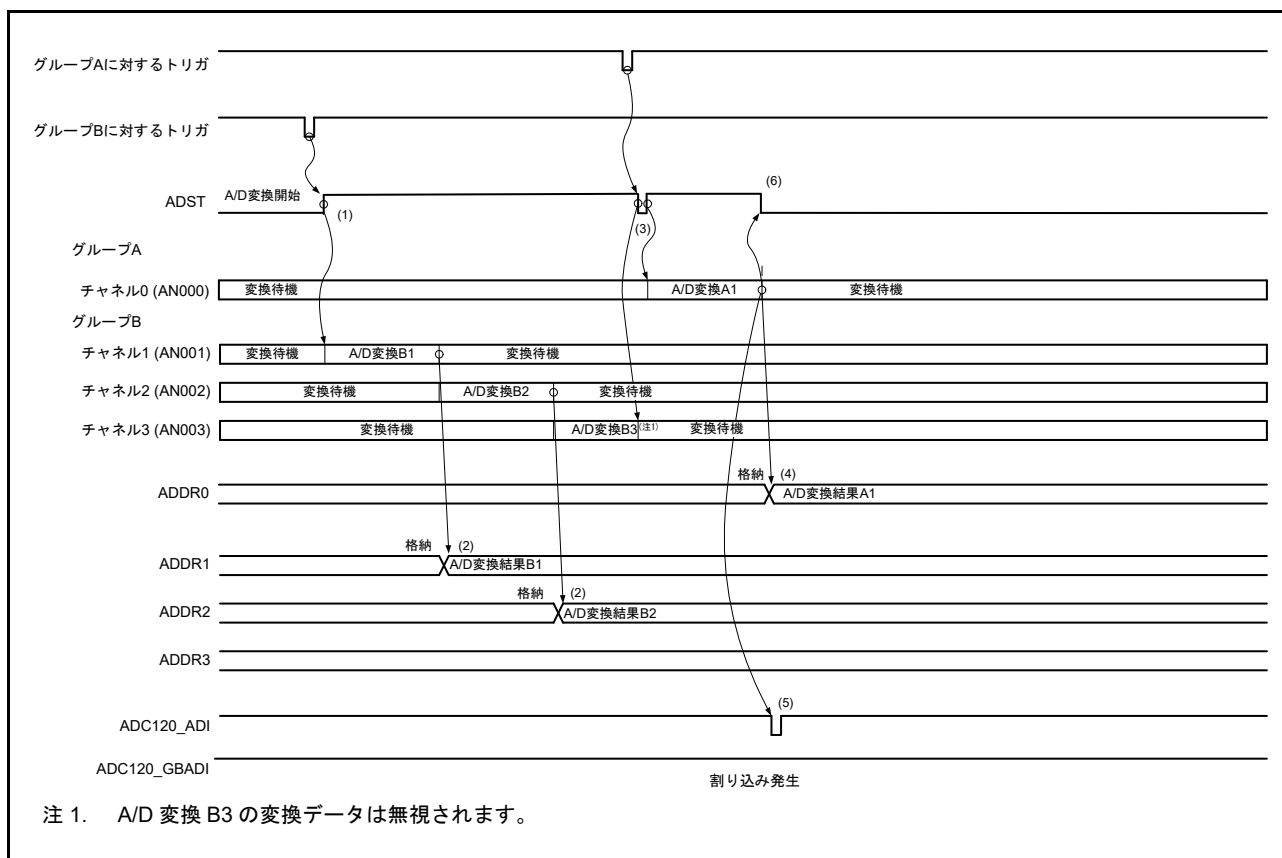 グループAに対するトリガ
グループBに対するトリガ
ADST A/D変換開始 (1) (3) (6)
グループA
チャネル0 (AN000) 変換待機 A/D変換A1 変換待機
グループB
チャネル1 (AN001) 変換待機 A/D変換B1 変換待機
チャネル2 (AN002) 変換待機 A/D変換B2 変換待機
チャネル3 (AN003) 変換待機 A/D変換B3(注1) 変換待機
格納 (4)
ADDR0 A/D変換結果A1
格納 (2)
ADDR1 A/D変換結果B1
格納 (2)
ADDR2 A/D変換結果B2
ADDR3
(5)
ADC120_ADI
ADC120_GBADI
割り込み発生
注 1. A/D 変換 B3 の変換データは無視されます。